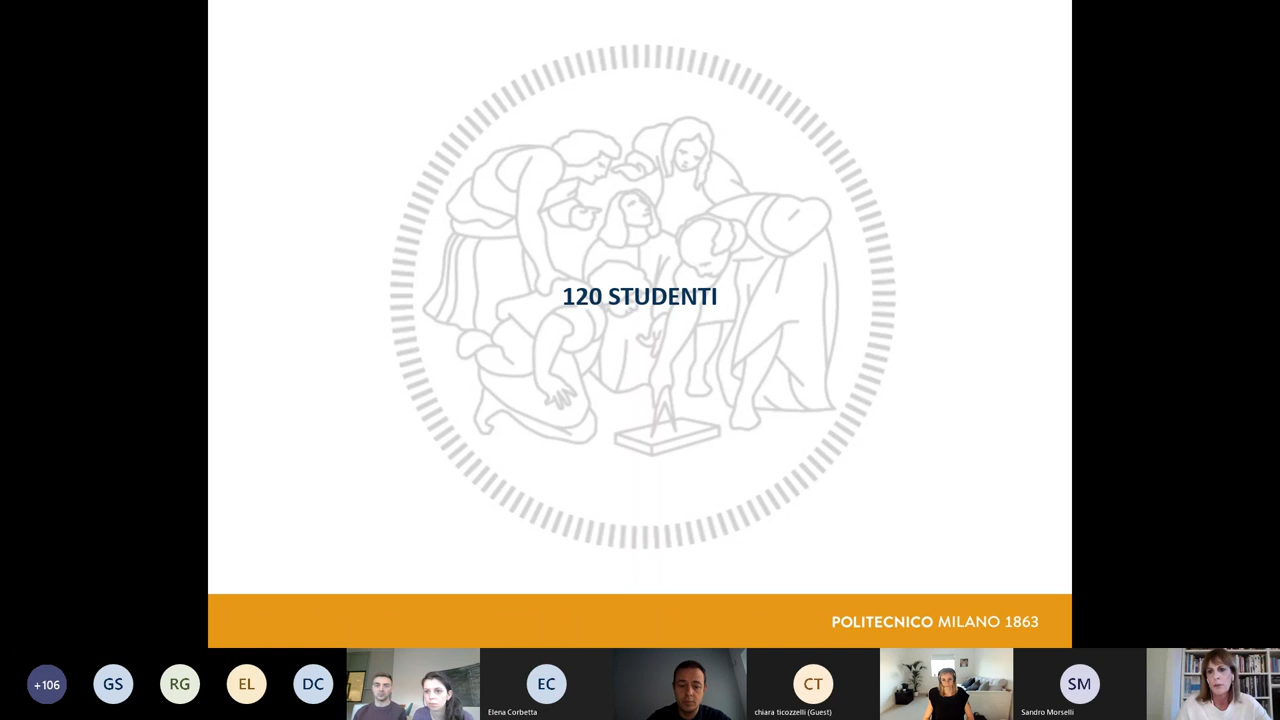 120 STUDENTI
POLITECNICO MILANO 1863
+106
GS
RG
EL
DC
EC
Elena Corbetta
CT
chiara ticozzelli (Guest)
SM
Sandro Morselli